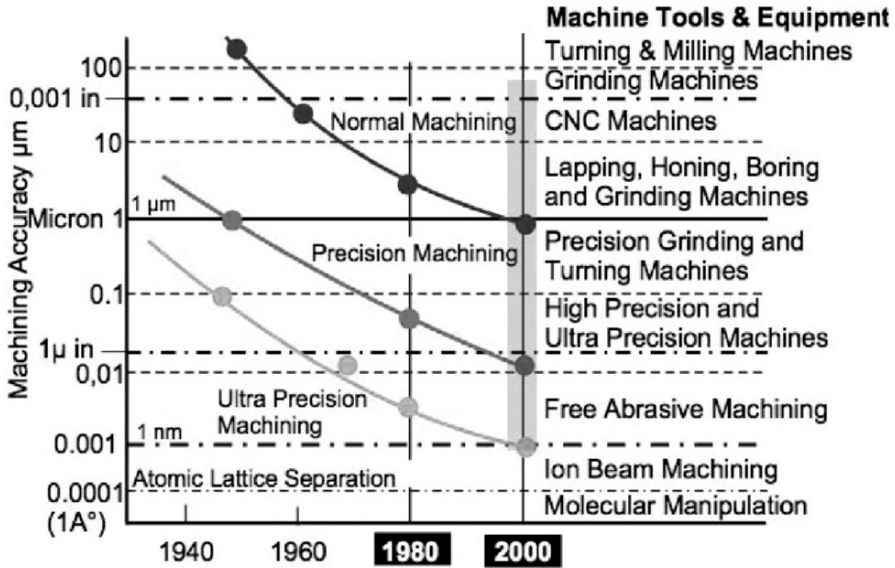 Machine Tools & Equipment
Turning & Milling Machines
100
Grinding Machines
0,001 in
Normal Machining
CNC Machines
10
Lapping, Honing, Boring
and Grinding Machines
1 μm
Micron 1
Machining Accuracy μm
Precision Machining
Precision Grinding and
Turning Machines
0.1
High Precision and
Ultra Precision Machines
1μ in
0,01
Ultra Precision
Machining
Free Abrasive Machining
1 nm
0.001
Atomic Lattice Separation
Ion Beam Machining
0.0001
(1A°)
Molecular Manipulation
1940
1960
1980
2000